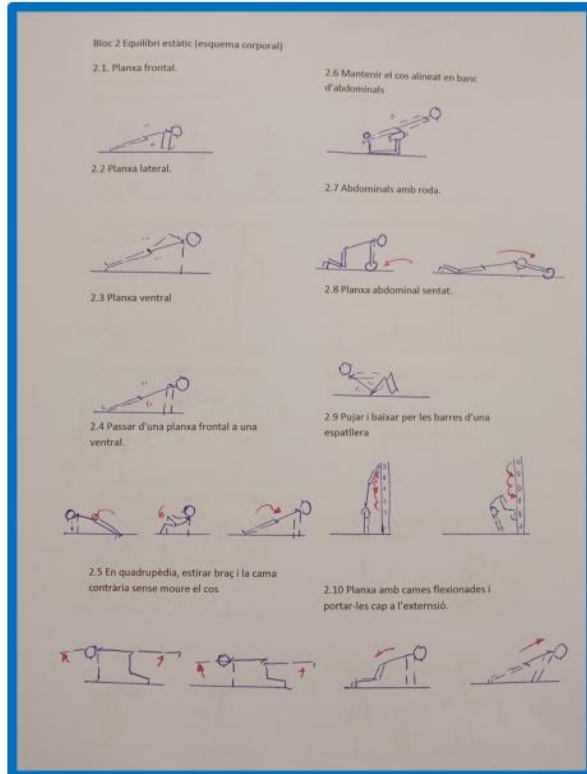 Bloc 2 Equilibri estàtic (esquema corporal)
2.1. Planxa frontal.
2.2 Planxa lateral.
2.3 Planxa ventral
2.4 Passar d'una planxa frontal a una
ventral.
2.5 En quadrupèdia, estirar braç i la cama
contrària sense moure el cos
2.6 Mantenir el cos alineat en banc
d'abdominals
2.7 Abdominals amb roda.
2.8 Planxa abdominal sentat.
2.9 Pujar i baixar per les barres d'una
espatllera
2.10 Planxa amb cames flexionades i
portar-les cap a l'externsió.